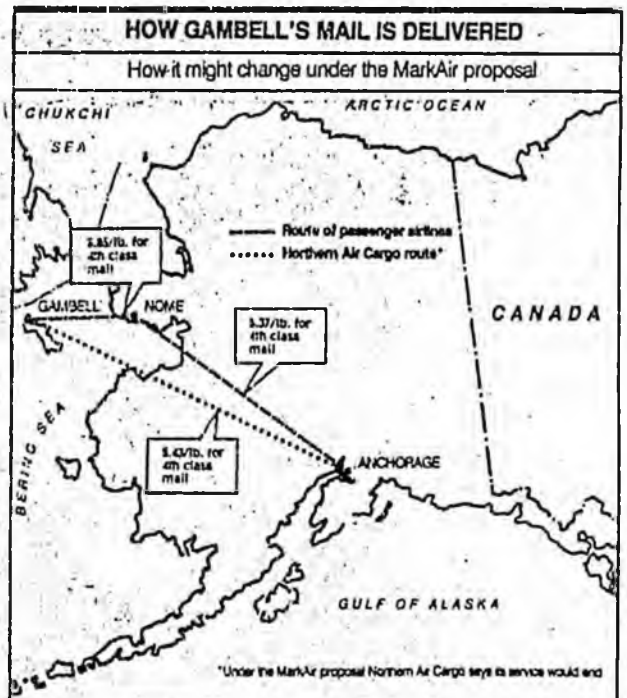 HOW GAMBELL'S MAIL IS DELIVERED
How it might change under the MarkAir proposal
ARCTIC OCEAN
CHUKCHI
SEA
Route of passenger airlines
Northern Air Cargo route*
$.85/lb. for
4th class
mail
GAMBELL
NOME
$.37/lb. for
4th class
mail
CANADA
BERING SEA
$.43/lb. for
4th class
mail
ANCHORAGE
GULF OF ALASKA
*Under the MarkAir proposal Northern Air Cargo says its service would end